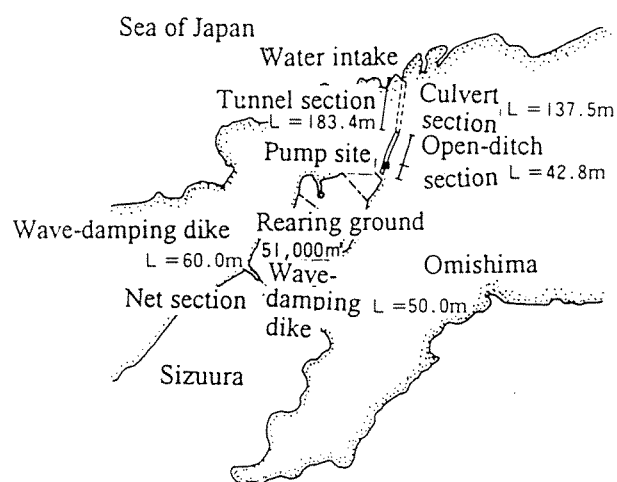 Sea of Japan
Water intake
Tunnel section
L=183.4m
Culvert
section
L=137.5m
Pump site
Open-ditch
section L=42.8m
Wave-damping dike
L=60.0m
Rearing ground
51,000m²
Wave-
damping
dike
L=50.0m
Omishima
Net section
Sizuura